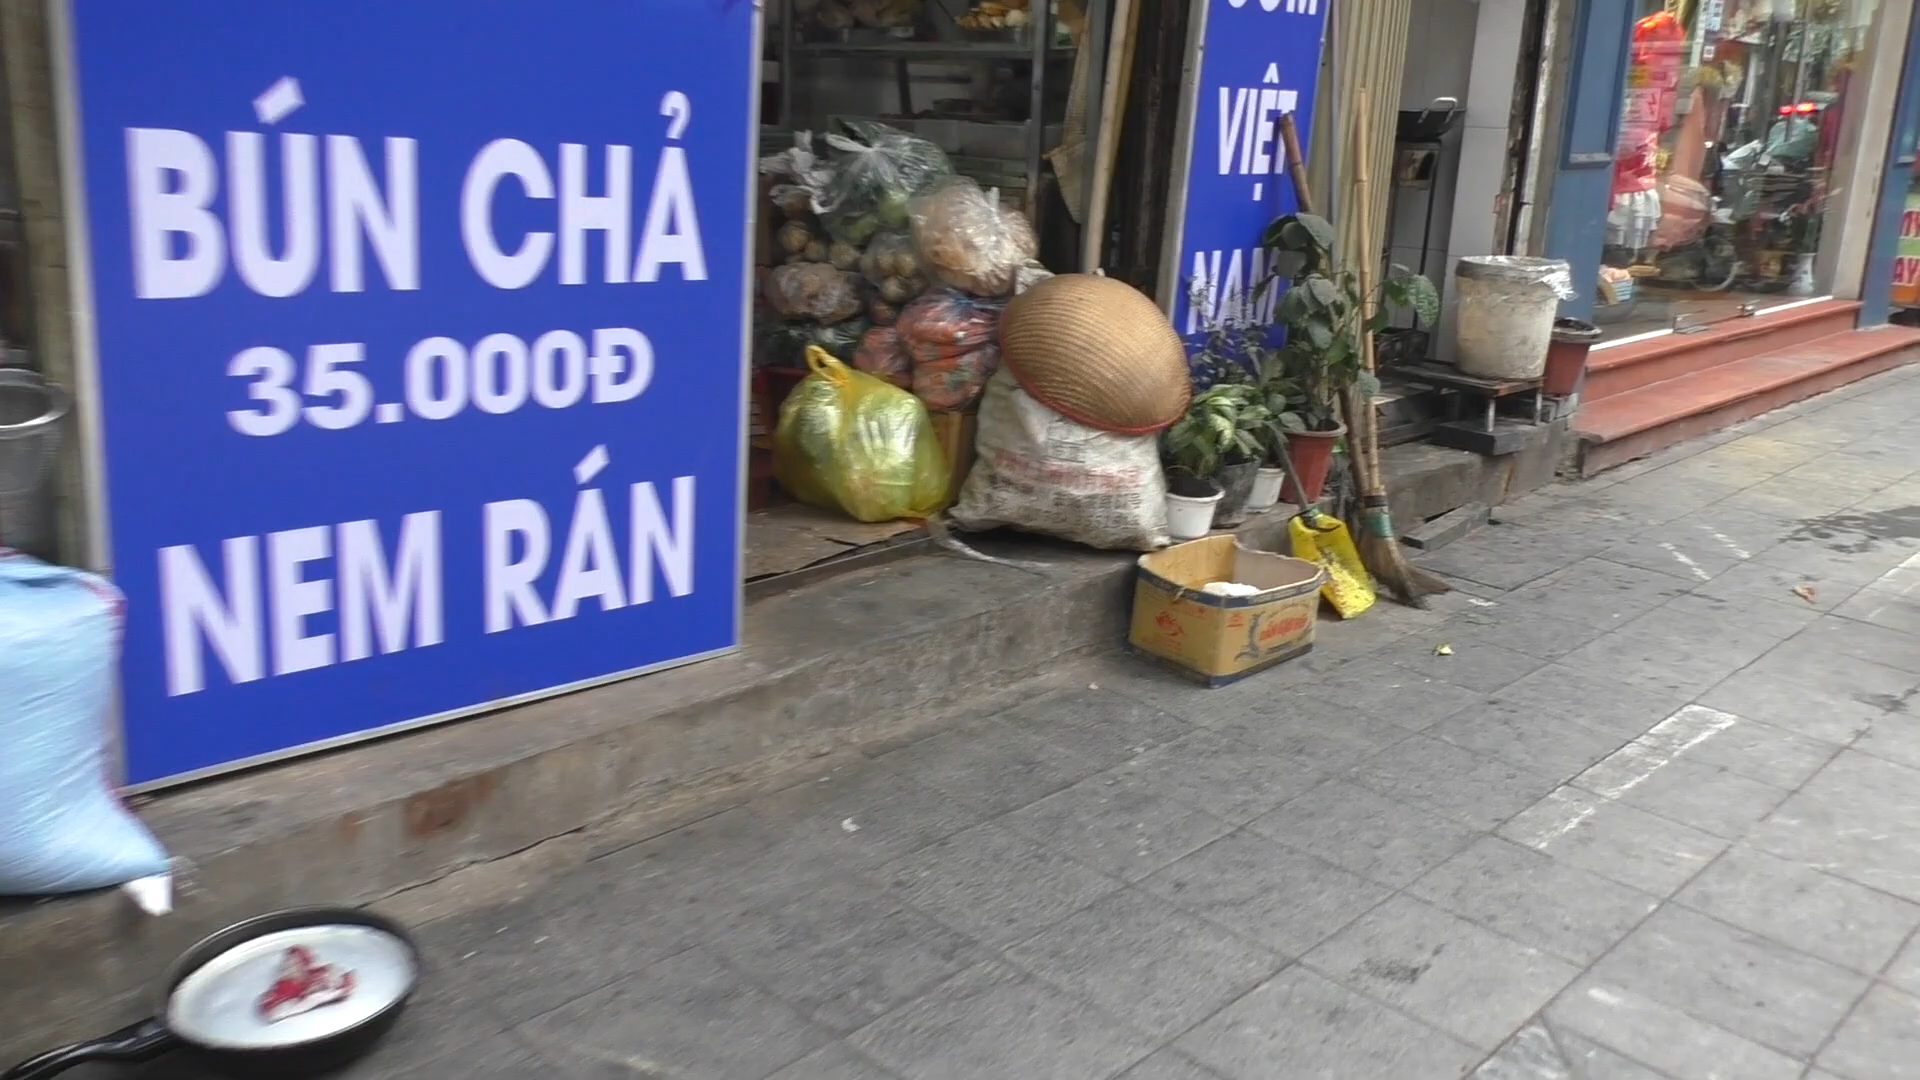 BÚN CHẢ
35.000Đ
NEM RÁN
VIỆT
NAM